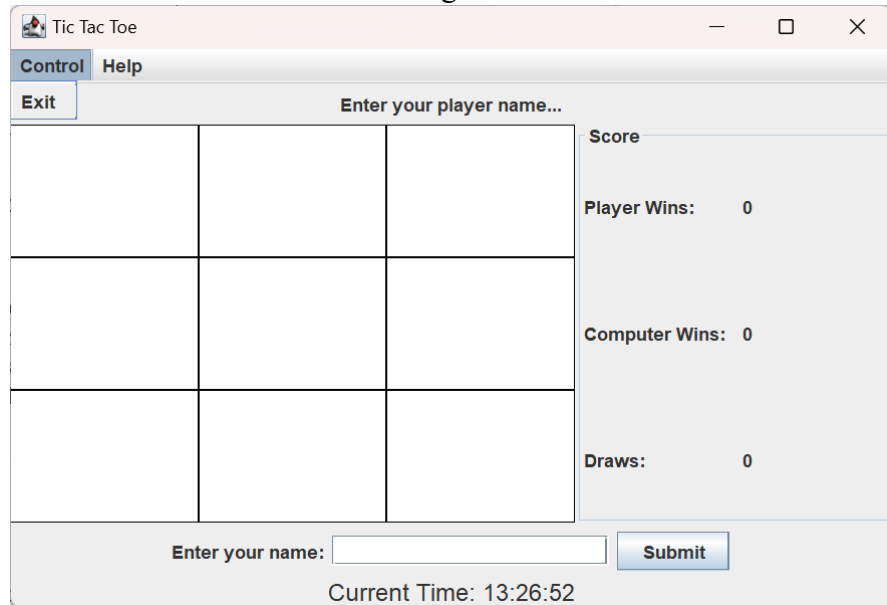 Tic Tac Toe
Control Help
Exit
Enter your player name...
Score
Player Wins: 0
Computer Wins: 0
Draws: 0
Enter your name: Submit
Current Time: 13:26:52